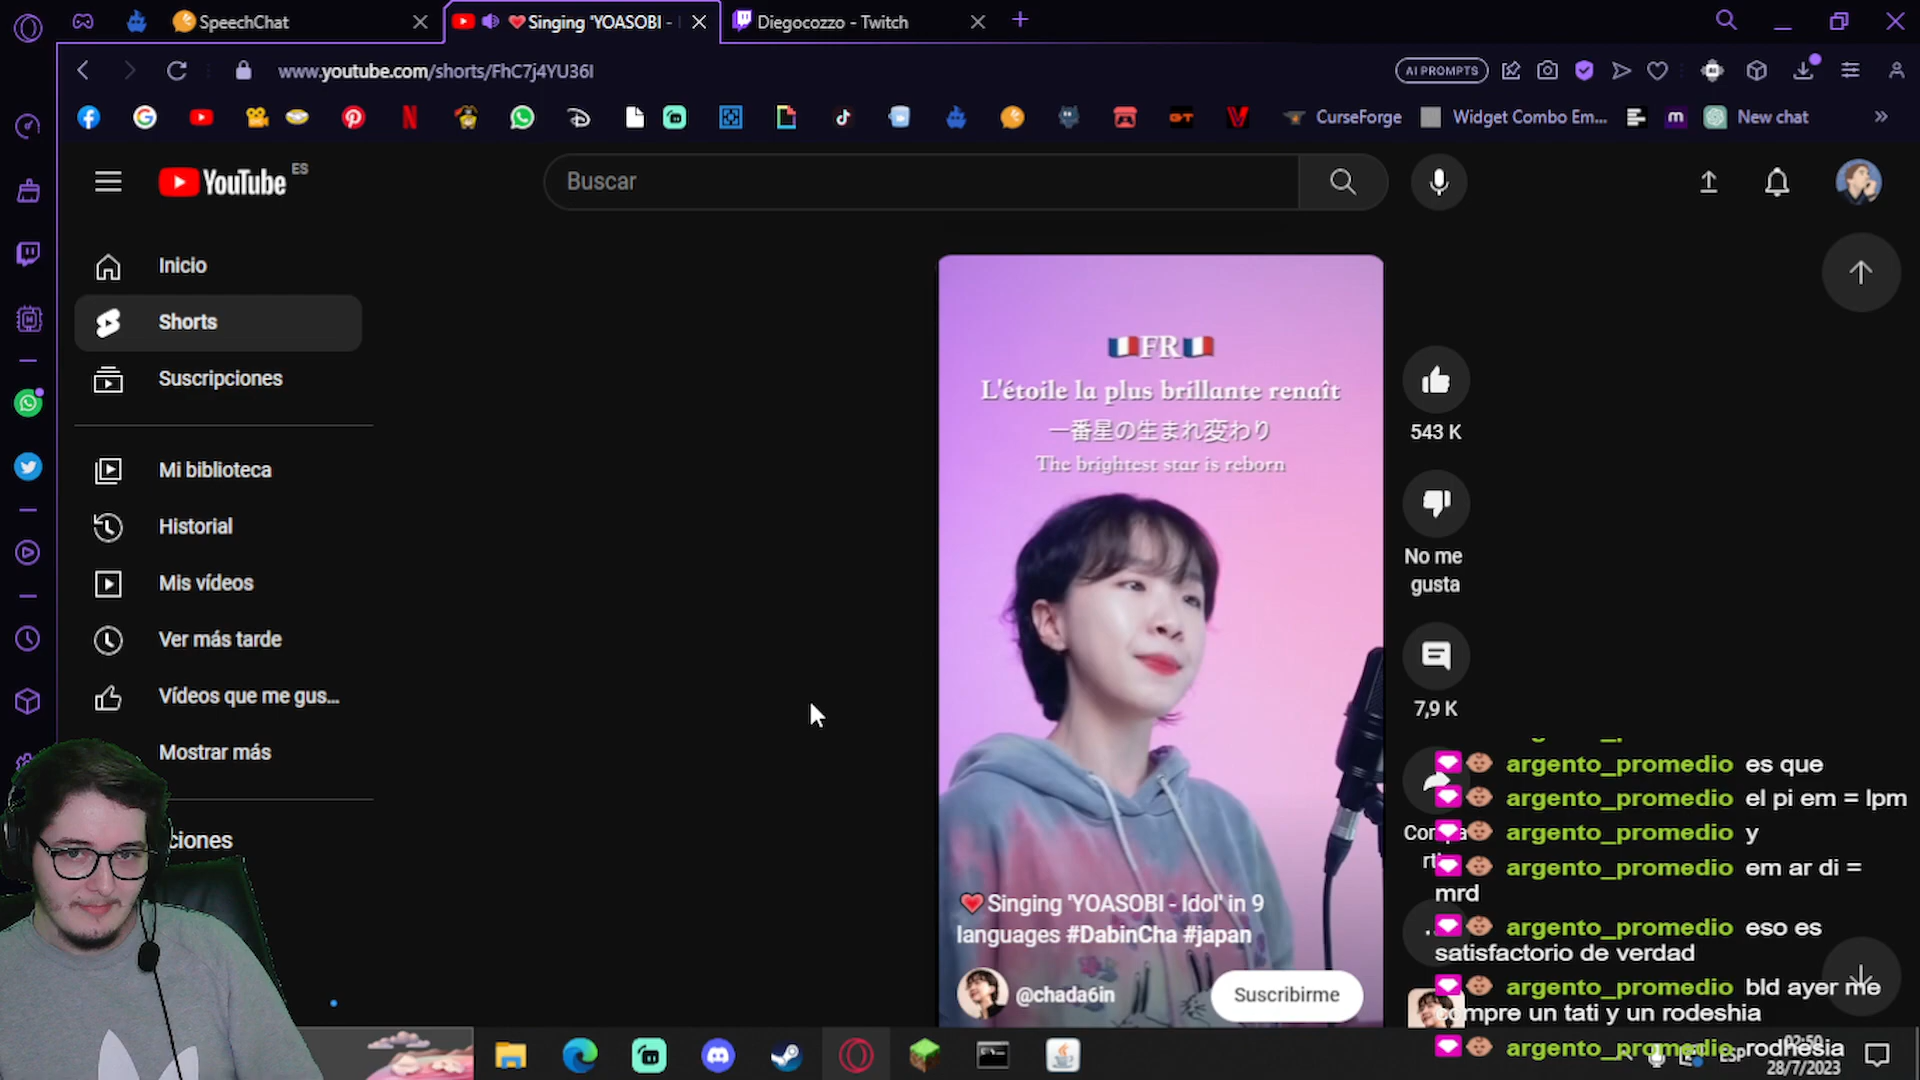 SpeechChat
Singing 'YOASOBI -
Diegocozzo - Twitch
www.youtube.com/shorts/FhC7j4YU36I
AI PROMPTS
CurseForge
Widget Combo Em...
New chat
YouTube ES
Buscar
Inicio
Shorts
Suscripciones
Mi biblioteca
Historial
Mis vídeos
Ver más tarde
Vídeos que me gus...
Mostrar más
ciones
FR
L'étoile la plus brillante renaît
一番星の生まれ変わり
The brightest star is reborn
Singing 'YOASOBI - Idol' in 9
languages #DabinCha #japan
@chada6in
Suscribirme
543 K
No me
gusta
7,9 K
argento_promedio es que
argento_promedio el pi em = lpm
argento_promedio y
argento_promedio em ar di =
mrd
argento_promedio eso es
satisfactorio de verdad
argento_promedio bld ayer me
compre un tati y un rodeshia
argento_promedio rodhesia
ESP
02:50
28/7/2023